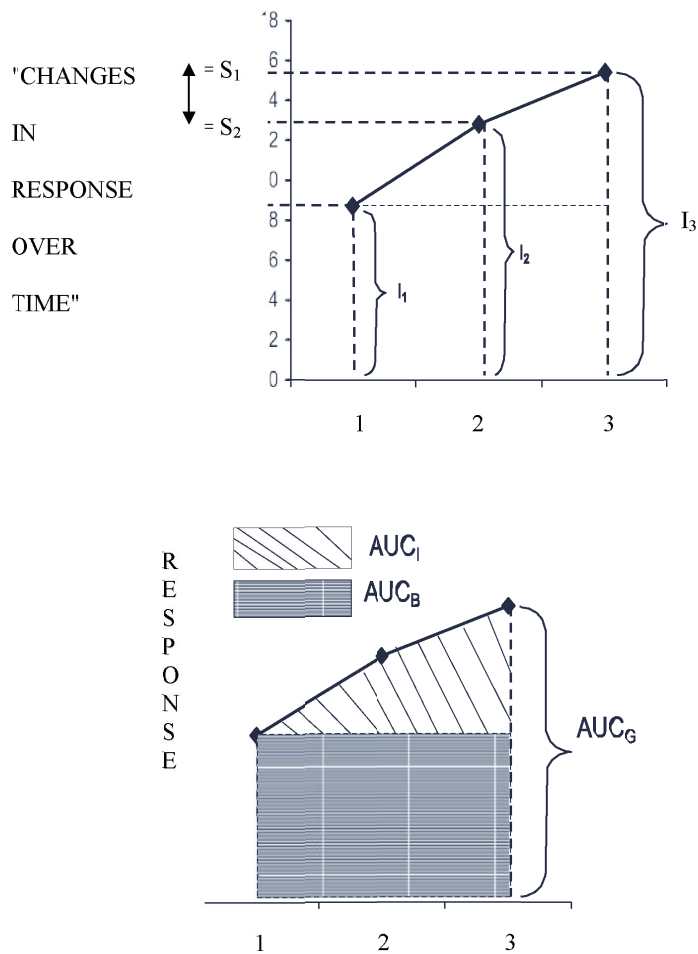 "CHANGES
IN
RESPONSE
OVER
TIME"
= S1
= S2
18
6
4
2
0
8
6
4
2
0
I1
I2
I3
1 2 3
RESPONSE
AUCI
AUCB
AUCG
1 2 3